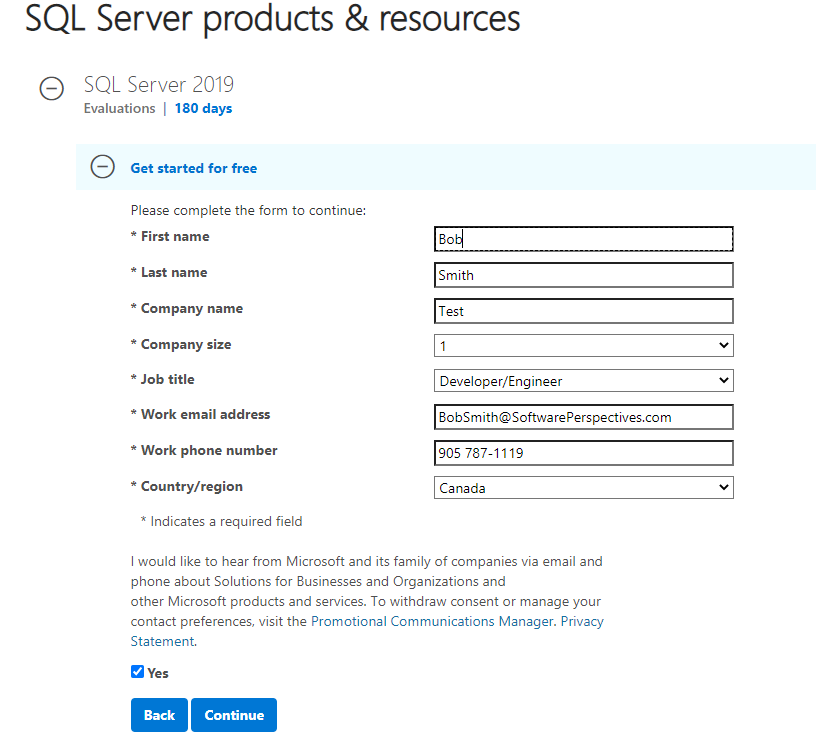 SQL Server products & resources
SQL Server 2019
Evaluations | 180 days
Get started for free
Please complete the form to continue:
* First name Bob
* Last name Smith
* Company name Test
* Company size 1
* Job title Developer/Engineer
* Work email address BobSmith@SoftwarePerspectives.com
* Work phone number 905 787-1119
* Country/region Canada
* Indicates a required field
I would like to hear from Microsoft and its family of companies via email and
phone about Solutions for Businesses and Organizations and
other Microsoft products and services. To withdraw consent or manage your
contact preferences, visit the Promotional Communications Manager. Privacy
Statement.
Yes
Back Continue